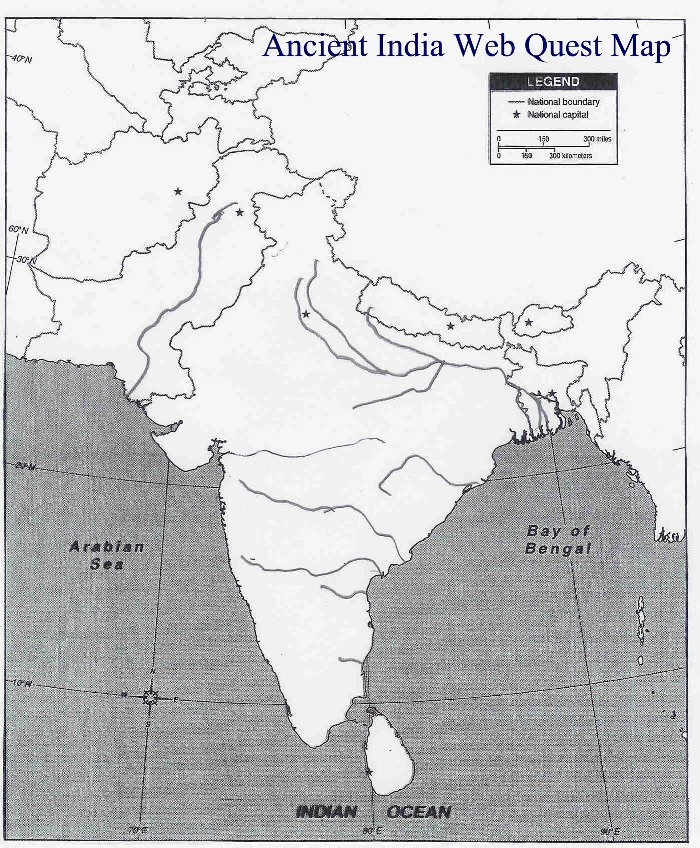 Ancient India Web Quest Map
LEGEND
National boundary
National capital
0 150 300 miles
0 150 300 kilometers
40°N
60°N
30°N
20°N
Arabian
Sea
Bay of
Bengal
10°N
N
W E
S
INDIAN OCEAN
70°E
80°E
90°E